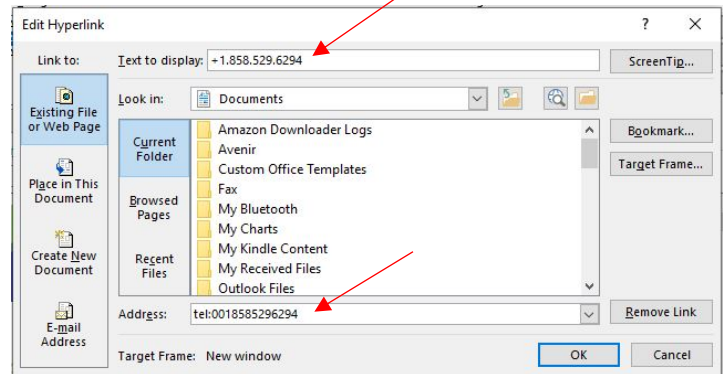 Edit Hyperlink ? ×
Link to: Text to display: +1.858.529.6294 ScreenTip...
Look in: Documents
Existing File
or Web Page
Place in This
Document
Create New
Document
E-mail
Address
Current
Folder
Browsed
Pages
Recent
Files
Amazon Downloader Logs
Avenir
Custom Office Templates
Fax
My Bluetooth
My Charts
My Kindle Content
My Received Files
Outlook Files
Bookmark...
Target Frame...
Address: tel:0018585296294 Remove Link
Target Frame: New window OK Cancel